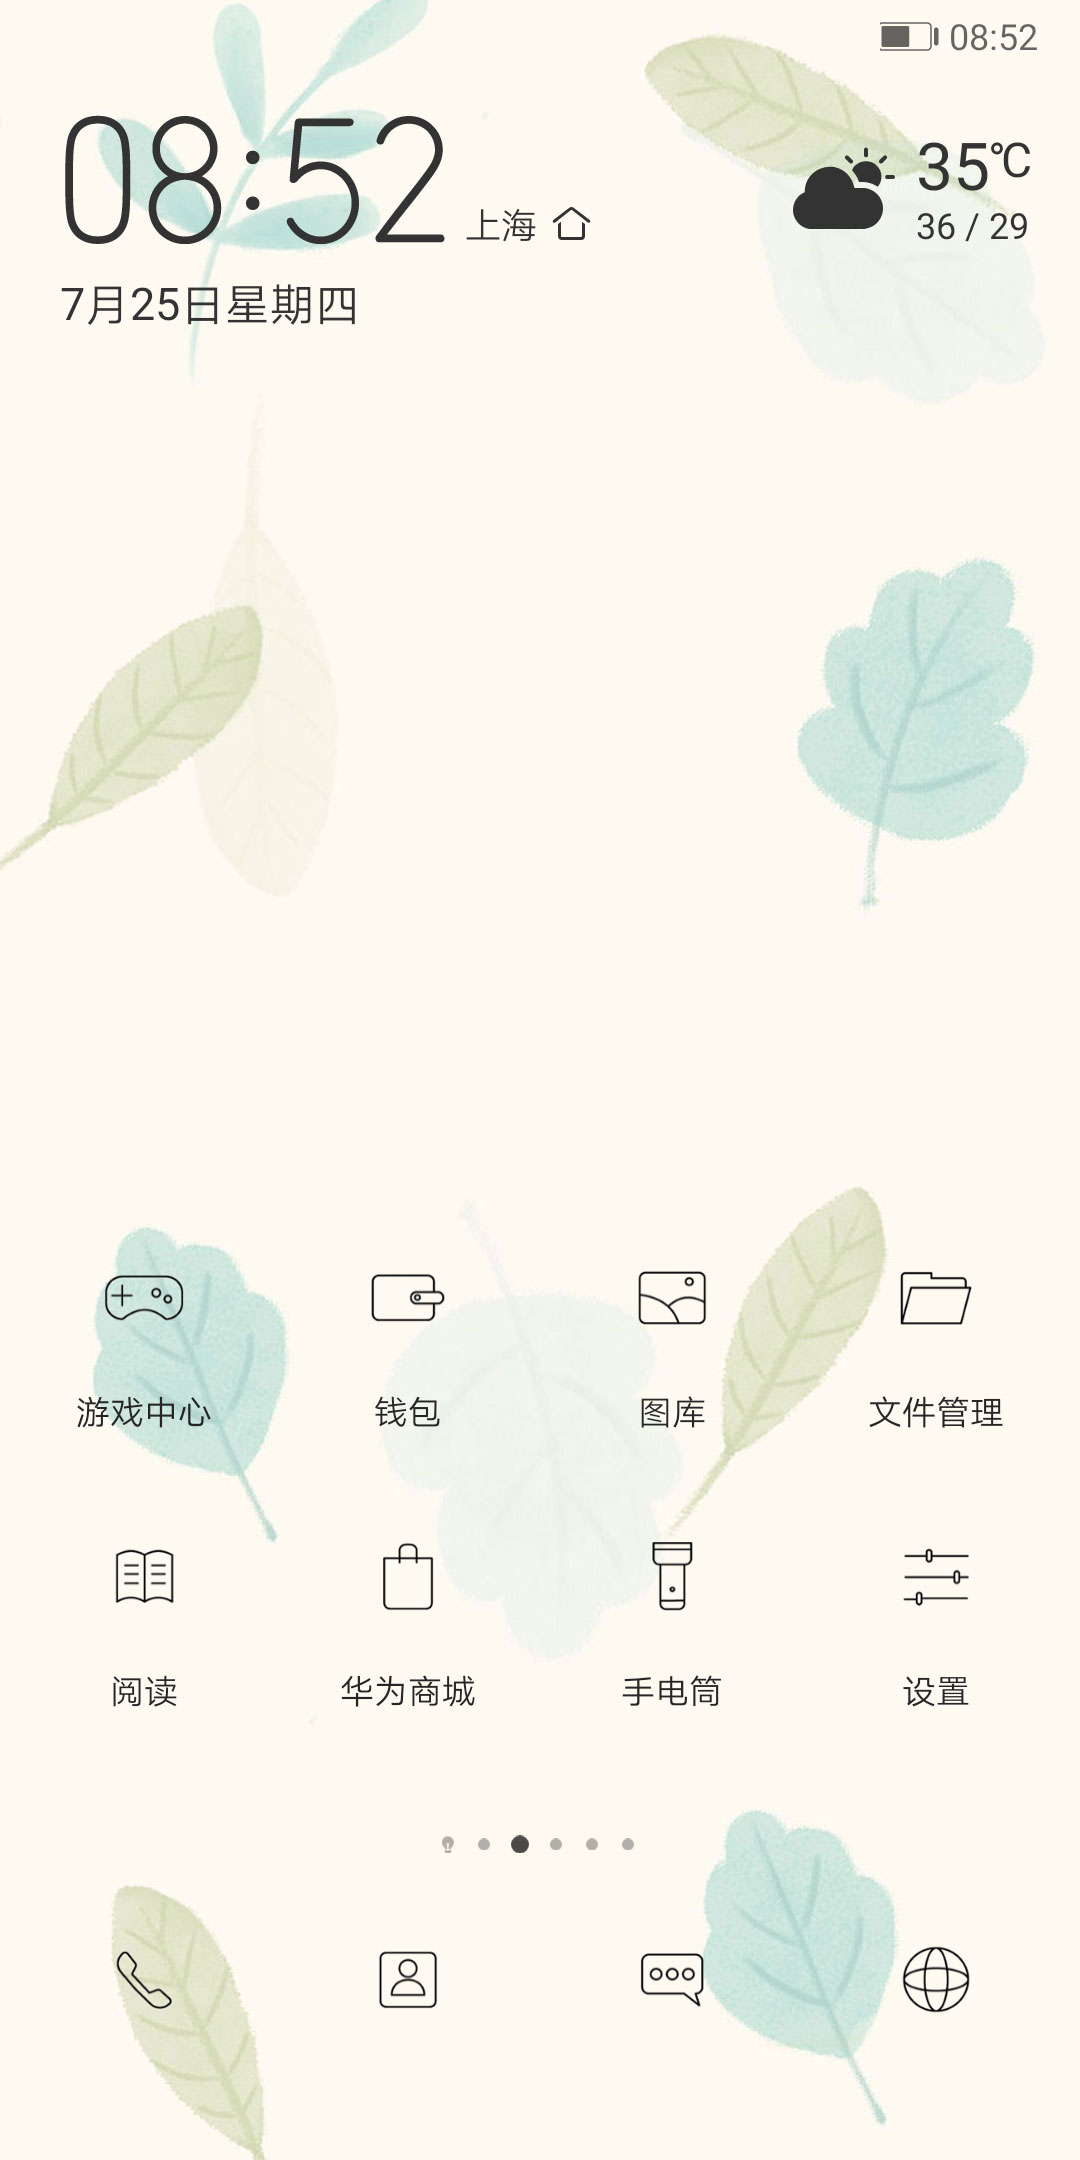 08:52
08:52
上海
35℃
36 / 29
7月25日星期四
游戏中心
钱包
图库
文件管理
阅读
华为商城
手电筒
设置